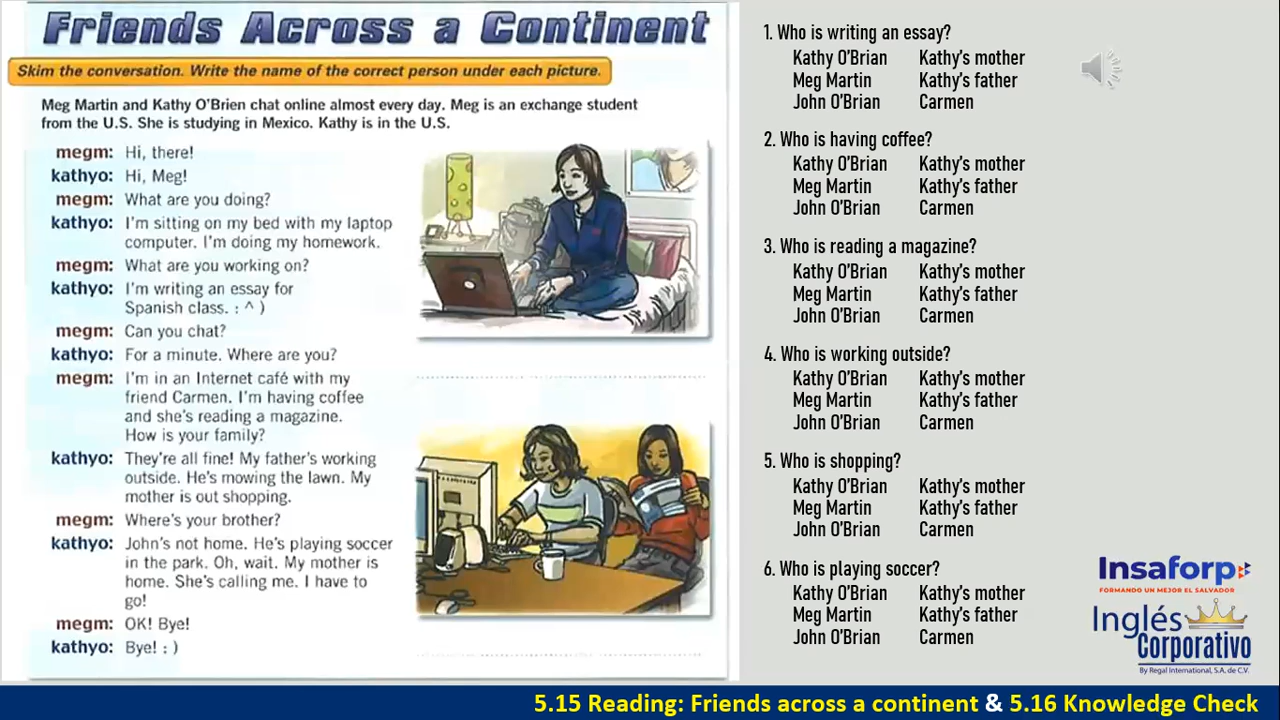 Friends Across a Continent
Skim the conversation. Write the name of the correct person under each picture.
Meg Martin and Kathy O'Brien chat online almost every day. Meg is an exchange student
from the U.S. She is studying in Mexico. Kathy is in the U.S.
megm: Hi, there!
kathyo: Hi, Meg!
megm: What are you doing?
kathyo: I'm sitting on my bed with my laptop
computer. I'm doing my homework.
megm: What are you working on?
kathyo: I'm writing an essay for
Spanish class. : ^ )
megm: Can you chat?
kathyo: For a minute. Where are you?
megm: I'm in an Internet café with my
friend Carmen. I'm having coffee
and she's reading a magazine.
How is your family?
kathyo: They're all fine! My father's working
outside. He's mowing the lawn. My
mother is out shopping.
megm: Where's your brother?
kathyo: John's not home. He's playing soccer
in the park. Oh, wait. My mother is
home. She's calling me. I have to
go!
megm: OK! Bye!
kathyo: Bye! : )
1. Who is writing an essay?
Kathy O'Brian Kathy's mother
Meg Martin Kathy's father
John O'Brian Carmen
2. Who is having coffee?
Kathy O'Brian Kathy's mother
Meg Martin Kathy's father
John O'Brian Carmen
3. Who is reading a magazine?
Kathy O'Brian Kathy's mother
Meg Martin Kathy's father
John O'Brian Carmen
4. Who is working outside?
Kathy O'Brian Kathy's mother
Meg Martin Kathy's father
John O'Brian Carmen
5. Who is shopping?
Kathy O'Brian Kathy's mother
Meg Martin Kathy's father
John O'Brian Carmen
6. Who is playing soccer?
Kathy O'Brian Kathy's mother
Meg Martin Kathy's father
John O'Brian Carmen
Insaforp
FORMANDO UN MEJOR EL SALVADOR
Inglés
Corporativo
By Regal International, S.A. de C.V.
5.15 Reading: Friends across a continent & 5.16 Knowledge Check